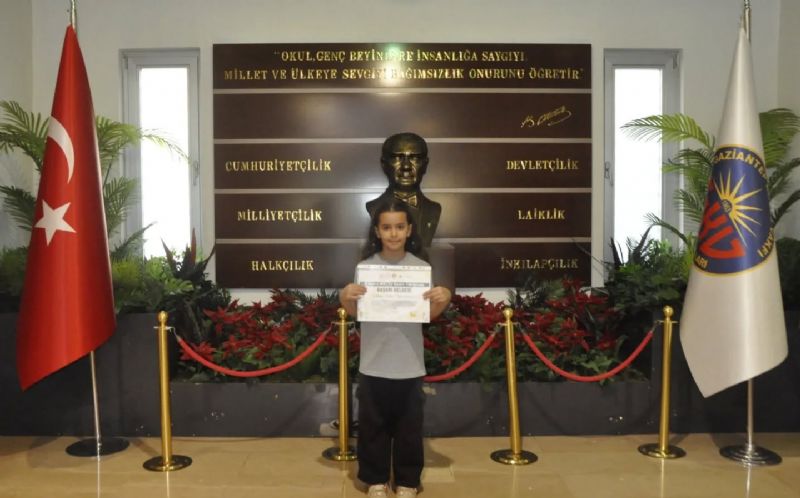 "OKUL, GENÇ BEYİNLERE İNSANLIĞA SAYGIYI,
MİLLET VE ÜLKEYE SEVGİYİ BAĞIMSIZLIK ONURUNU ÖĞRETİR"
CUMHURİYETÇİLİK
DEVLETÇİLİK
MİLLİYETÇİLİK
LAİKLİK
HALKÇILIK
İNKILAPÇILIK
BAŞARI BELGESİ
GAZİANTEP